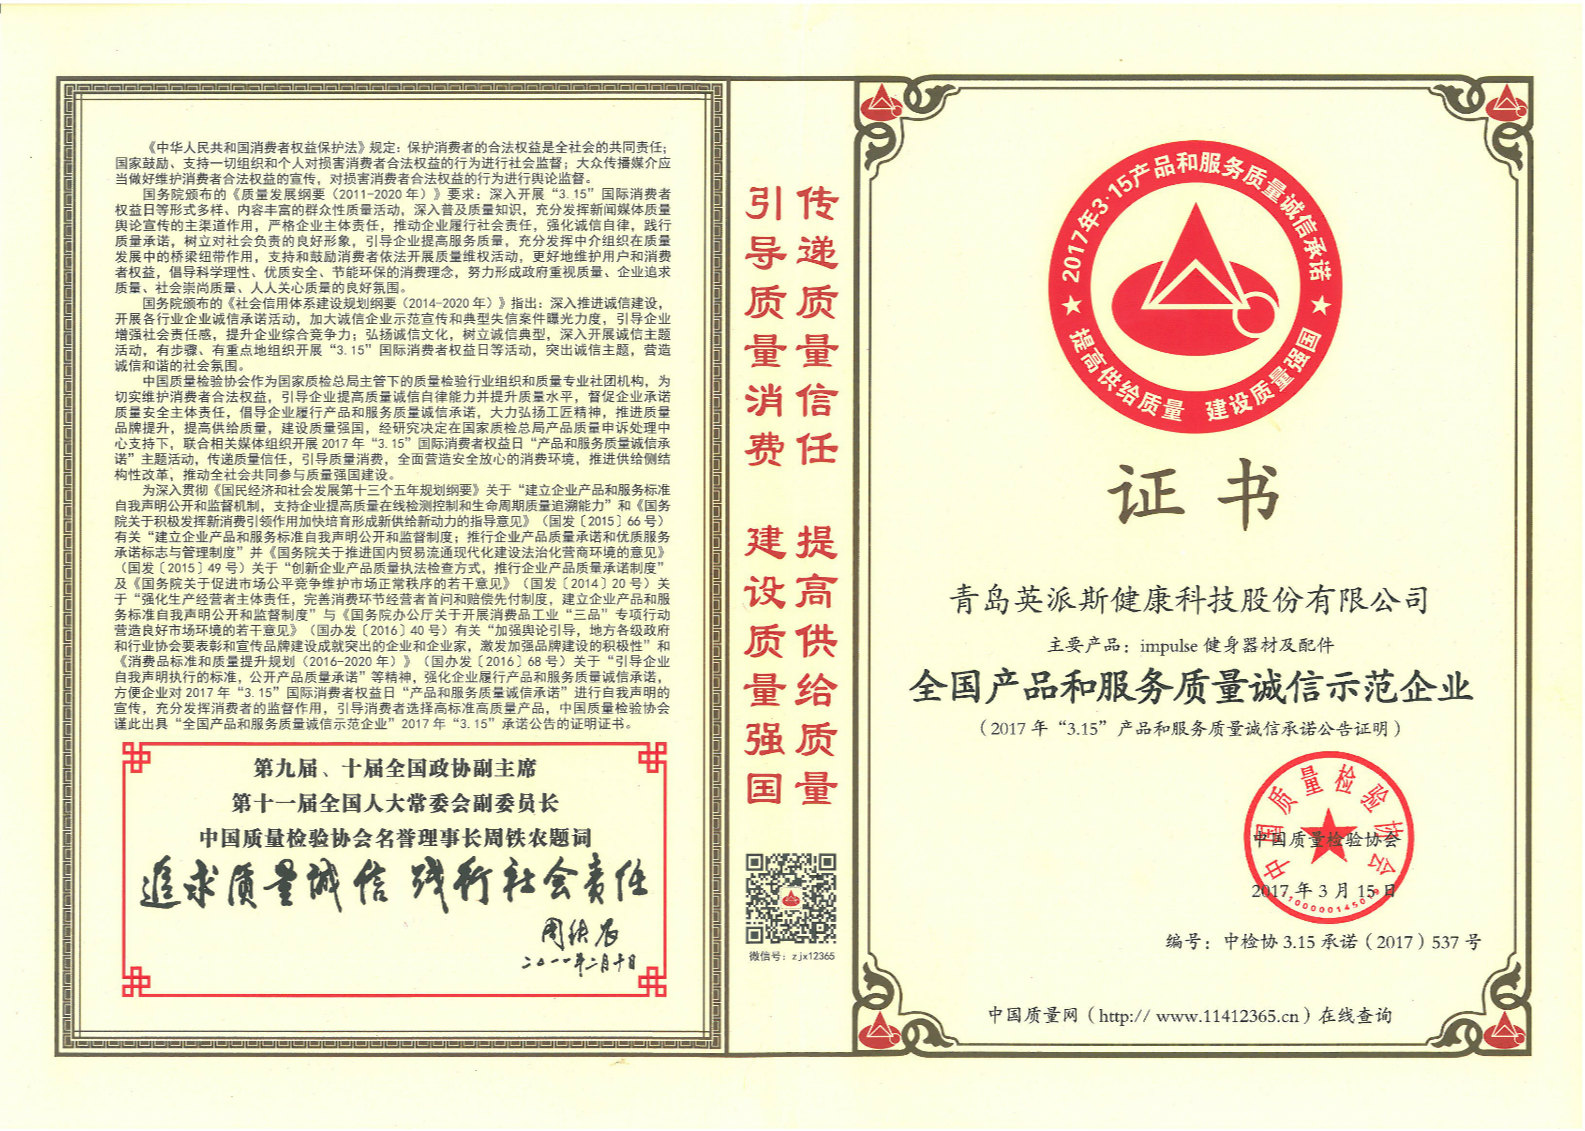 《中华人民共和国消费者权益保护法》规定：保护消费者的合法权益是全社会的共同责任；
国家鼓励、支持一切组织和个人对损害消费者合法权益的行为进行社会监督；大众传播媒介应
当做好维护消费者合法权益的宣传，对损害消费者合法权益的行为进行舆论监督。
国务院颁布的《质量发展纲要（2011-2020年）》要求：深入开展“3.15”国际消费者
权益日等形式多样、内容丰富的群众性质量活动，深入普及质量知识，充分发挥新闻媒体质量
舆论宣传的主渠道作用，严格企业主体责任，推动企业履行社会责任，强化诚信自律，践行
质量承诺，树立对社会负责的良好形象，引导企业提高服务质量，充分发挥中介组织在质量
发展中的桥梁纽带作用，支持和鼓励消费者依法开展质量维权活动，更好地维护用户和消费
者权益，倡导科学理性、优质安全、节能环保的消费理念，努力形成政府重视质量、企业追求
质量、社会崇尚质量、人人关心质量的良好氛围。
国务院颁布的《社会信用体系建设规划纲要（2014-2020年）》指出：深入推进诚信建设，
开展各行业企业诚信承诺活动，加大诚信企业示范宣传和典型失信案件曝光力度，引导企业
增强社会责任感，提升企业综合竞争力；弘扬诚信文化，树立诚信典型，深入开展诚信主题
活动，有步骤、有重点地组织开展“3.15”国际消费者权益日等活动，突出诚信主题，营造
诚信和谐的社会氛围。
中国质量检验协会作为国家质检总局主管下的质量检验行业组织和质量专业社团机构，为
切实维护消费者合法权益，引导企业提高质量诚信自律能力并提升质量水平，督促企业承诺
质量安全主体责任，倡导企业履行产品和服务质量诚信承诺，大力弘扬工匠精神，推进质量
品牌提升，提高供给质量，建设质量强国，经研究决定在国家质检总局产品质量申诉处理中
心支持下，联合相关媒体组织开展2017年“3.15”国际消费者权益日“产品和服务质量诚信承
诺”主题活动，传递质量信任，引导质量消费，全面营造安全放心的消费环境，推进供给侧结
构性改革，推动全社会共同参与质量强国建设。
为深入贯彻《国民经济和社会发展第十三个五年规划纲要》关于“建立企业产品和服务标准
自我声明公开和监督机制，支持企业提高质量在线检测控制和生命周期质量追溯能力”和《国务
院关于积极发挥新消费引领作用加快培育形成新供给新动力的指导意见》（国发〔2015〕66号）
有关“建立企业产品和服务标准自我声明公开和监督制度；推行企业产品质量承诺和优质服务
承诺标志与管理制度”并《国务院关于推进国内贸易流通现代化建设法治化营商环境的意见》
（国发〔2015〕49号）关于“创新企业产品质量执法检查方式，推行企业产品质量承诺制度”
及《国务院关于促进市场公平竞争维护市场正常秩序的若干意见》（国发〔2014〕20号）关
于“强化生产经营者主体责任，完善消费环节经营者首问和赔偿先付制度，建立企业产品和服
务标准自我声明公开和监督制度”与《国务院办公厅关于开展消费品工业“三品”专项行动
营造良好市场环境的若干意见》（国办发〔2016〕40号）有关“加强舆论引导，地方各级政府
和行业协会要表彰和宣传品牌建设成就突出的企业和企业家，激发加强品牌建设的积极性”和
《消费品标准和质量提升规划（2016-2020年）》（国办发〔2016〕68号）关于“引导企业
自我声明执行的标准，公开产品质量承诺”等精神，强化企业履行产品和服务质量诚信承诺，
方便企业对2017年“3.15”国际消费者权益日“产品和服务质量诚信承诺”进行自我声明的
宣传，充分发挥消费者的监督作用，引导消费者选择高标准高质量产品，中国质量检验协会
谨此出具“全国产品和服务质量诚信示范企业”2017年“3.15”承诺公告的证明证书。
第九届、十届全国政协副主席
第十一届全国人大常委会副委员长
中国质量检验协会名誉理事长周铁农题词
追求质量诚信 践行社会责任
周铁农
二〇一一年二月十日
传递质量信任 提高供给质量
引导质量消费 建设质量强国
微信号：zjx12365
2017年3·15产品和服务质量诚信承诺
提高供给质量 建设质量强国
证书
青岛英派斯健康科技股份有限公司
主要产品：impulse 健身器材及配件
全国产品和服务质量诚信示范企业
（2017 年“3.15”产品和服务质量诚信承诺公告证明）
中国质量检验协会
中国质量检验协会
2017 年 3 月 15 日
编号：中检协 3.15 承诺（2017）537 号
中国质量网（http:// www.11412365.cn）在线查询